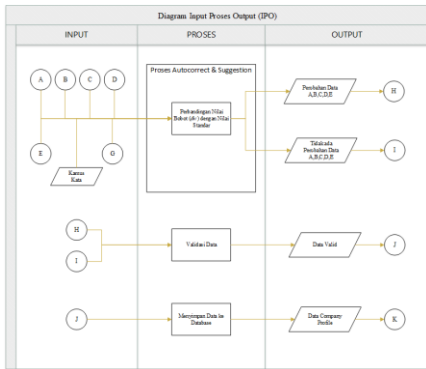 Diagram Input Proses Output (IPO)
INPUT
PROSES
OUTPUT
A
B
C
D
E
Kamus
Kata
G
Proses Autocorrect & Suggestion
Perbandingan Nilai
Bobot (dw) dengan Nilai
Standar
Perubahan Data
A,B,C,D,E
H
Tidak ada
Perubahan Data
A,B,C,D,E
I
H
I
Validasi Data
Data Valid
J
J
Menyimpan Data ke
Database
Data Company
Profile
K